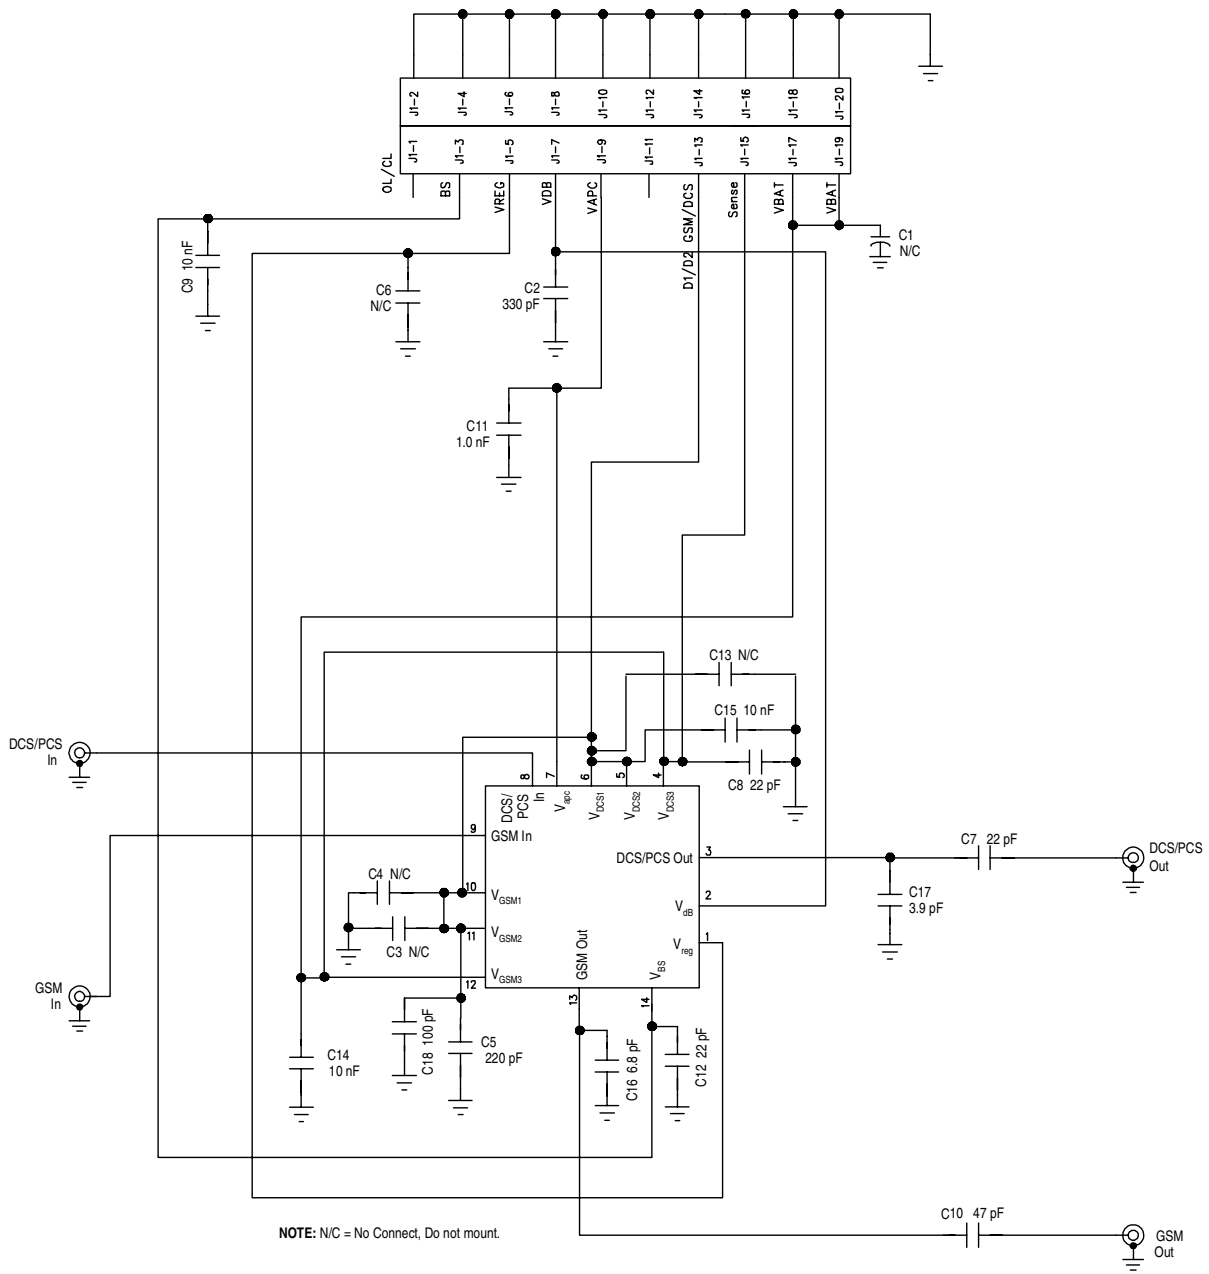 J1-2
J1-4
J1-6
J1-8
J1-10
J1-12
J1-14
J1-16
J1-18
J1-20
J1-1
J1-3
J1-5
J1-7
J1-9
J1-11
J1-13
J1-15
J1-17
J1-19
OL/CL
BS
VREG
VDB
VAPC
D1/D2 GSM/DCS
Sense
VBAT
VBAT
C1
N/C
C9 10 nF
C6
N/C
C2
330 pF
C11
1.0 nF
C13 N/C
C15 10 nF
C8 22 pF
DCS/PCS
In
8
7
6
5
4
DCS/
PCS
In
Vapc
VDCS1
VDCS2
VDCS3
9
GSM In
DCS/PCS Out
3
C7 22 pF
DCS/PCS
Out
C17
3.9 pF
C4 N/C
10
VGSM1
VdB
2
C3 N/C
11
VGSM2
Vreg
1
GSM Out
VBS
12
VGSM3
GSM
In
13
14
C18 100 pF
C5
220 pF
C14
10 nF
C16 6.8 pF
C12 22 pF
NOTE: N/C = No Connect, Do not mount.
C10 47 pF
GSM
Out